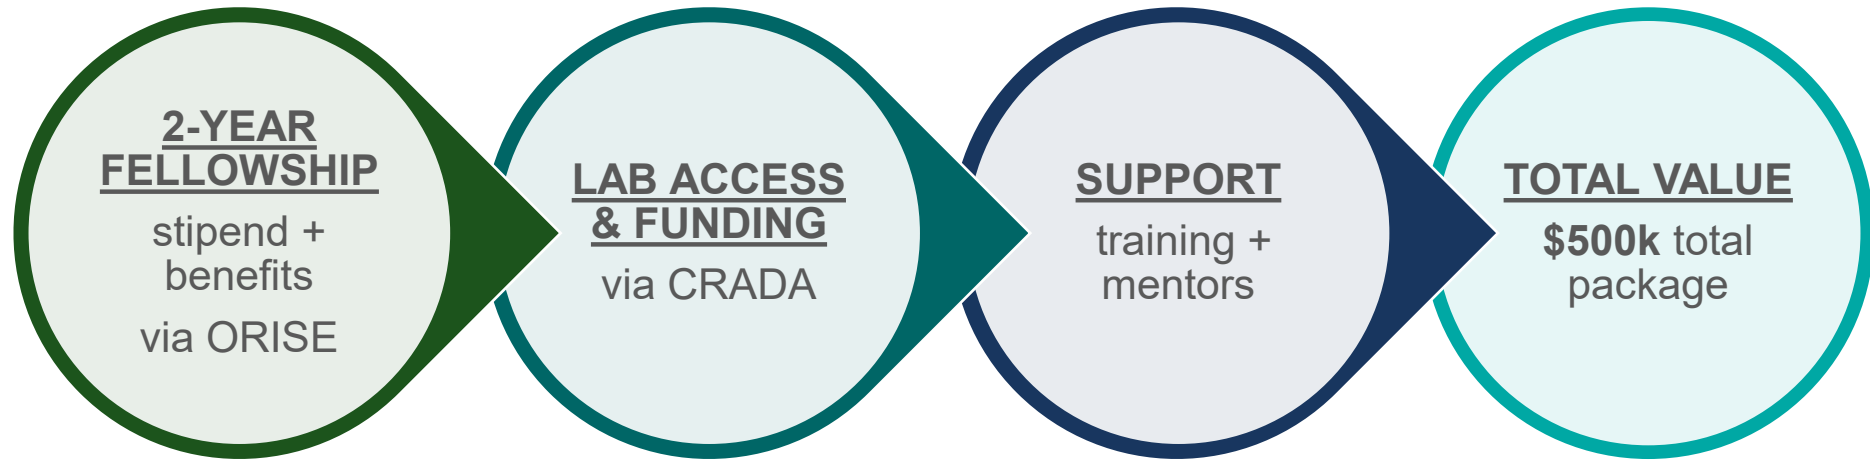 2-YEAR
FELLOWSHIP
stipend +
benefits
via ORISE
LAB ACCESS
& FUNDING
via CRADA
SUPPORT
training +
mentors
TOTAL VALUE
$500k total
package